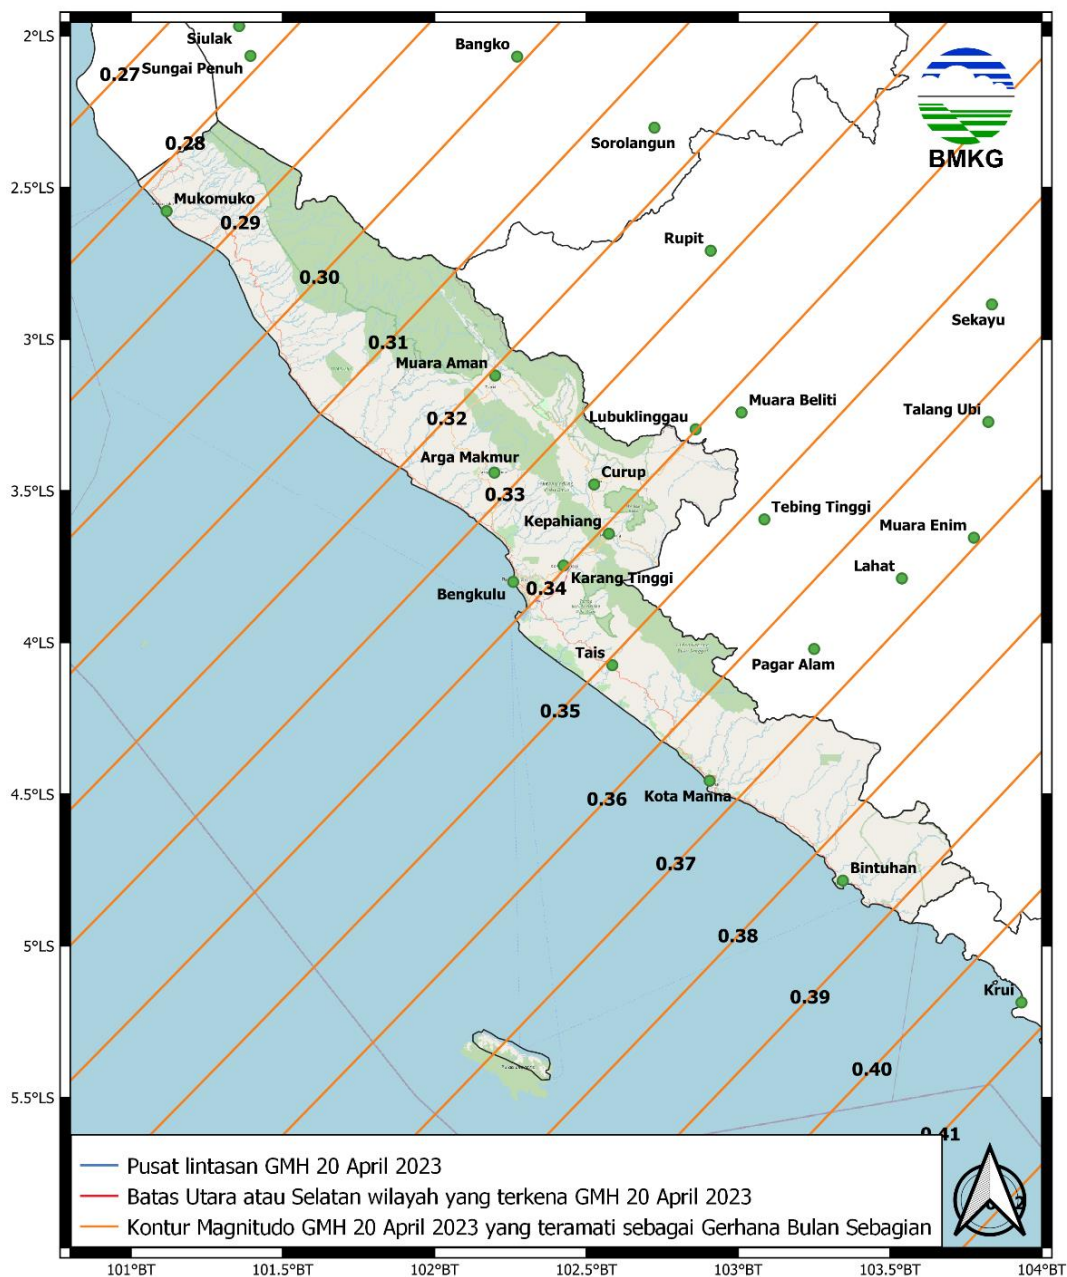 2°LS
Siulak
Sungai Penuh
Bangko
0.27
Sorolangun
BMKG
0.28
2.5°LS
Mukomuko
0.29
Rupit
0.30
Sekayu
3°LS
0.31
Muara Aman
Muara Beliti
Talang Ubi
0.32
Lubuklinggau
Arga Makmur
Curup
3.5°LS
0.33
Tebing Tinggi
Kepahiang
Muara Enim
Lahat
Karang Tinggi
0.34
Bengkulu
4°LS
Tais
Pagar Alam
0.35
4.5°LS
Kota Manna
0.36
0.37
Bintuhan
0.38
5°LS
Krui
0.39
0.40
5.5°LS
0.41
Pusat lintasan GMH 20 April 2023
Batas Utara atau Selatan wilayah yang terkena GMH 20 April 2023
Kontur Magnitudo GMH 20 April 2023 yang teramati sebagai Gerhana Bulan Sebagian
101°BT 101.5°BT 102°BT 102.5°BT 103°BT 103.5°BT 104°BT